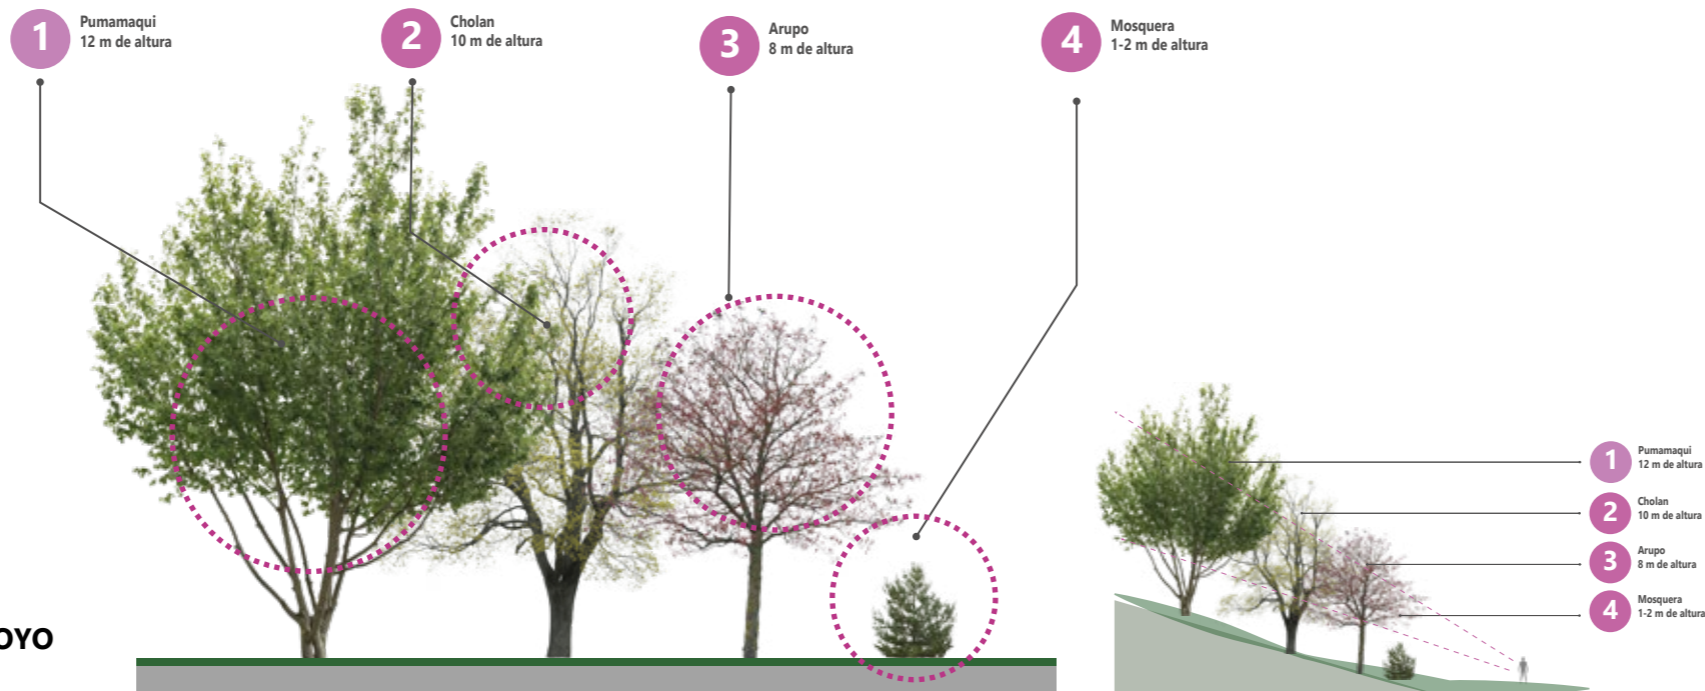 1
Pumamaqui
12 m de altura
2
Cholan
10 m de altura
3
Arupo
8 m de altura
4
Mosquera
1-2 m de altura
1
Pumamaqui
12 m de altura
2
Cholan
10 m de altura
3
Arupo
8 m de altura
4
Mosquera
1-2 m de altura
OYO